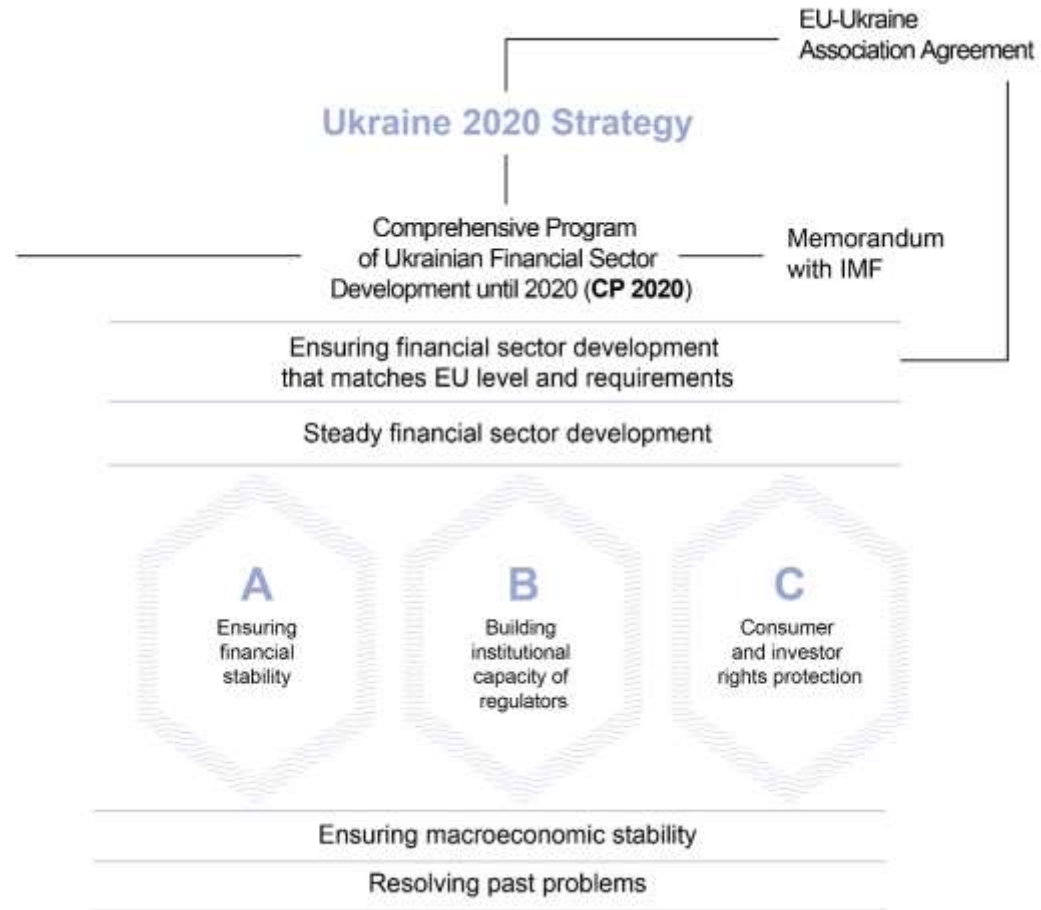 EU-Ukraine
Association Agreement
Ukraine 2020 Strategy
Comprehensive Program
of Ukrainian Financial Sector
Development until 2020 (CP 2020)
Memorandum
with IMF
Ensuring financial sector development
that matches EU level and requirements
Steady financial sector development
A
Ensuring
financial
stability
B
Building
institutional
capacity of
regulators
C
Consumer
and investor
rights protection
Ensuring macroeconomic stability
Resolving past problems